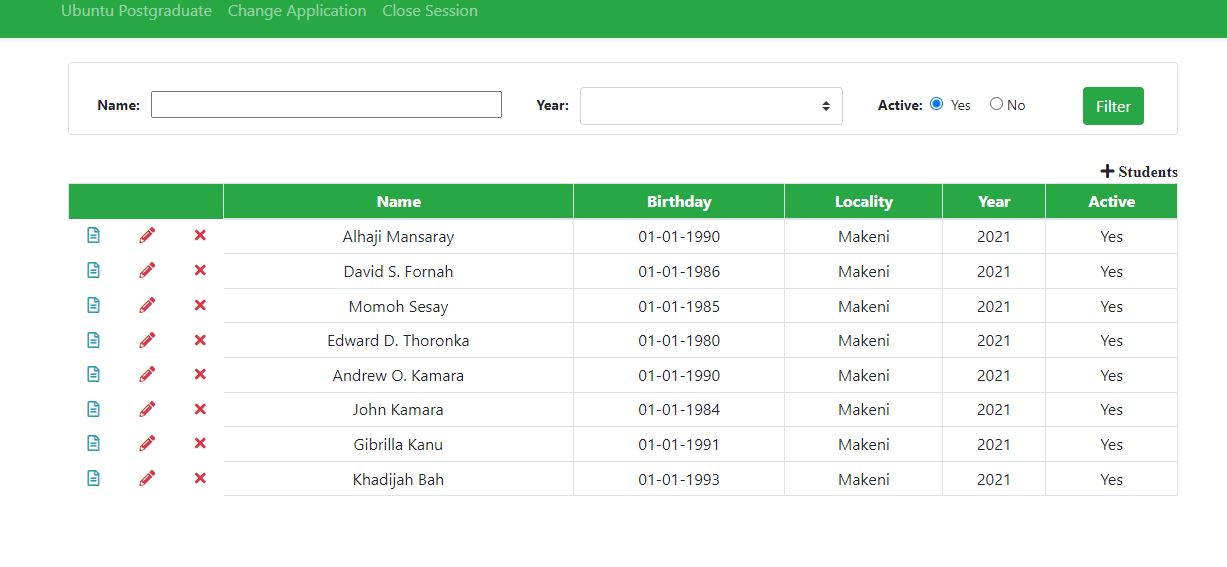 Ubuntu Postgraduate Change Application Close Session
Name: Year: Active: Yes No Filter
Students
Name Birthday Locality Year Active
Alhaji Mansaray 01-01-1990 Makeni 2021 Yes
David S. Fornah 01-01-1986 Makeni 2021 Yes
Momoh Sesay 01-01-1985 Makeni 2021 Yes
Edward D. Thoronka 01-01-1980 Makeni 2021 Yes
Andrew O. Kamara 01-01-1990 Makeni 2021 Yes
John Kamara 01-01-1984 Makeni 2021 Yes
Gibrilla Kanu 01-01-1991 Makeni 2021 Yes
Khadijah Bah 01-01-1993 Makeni 2021 Yes